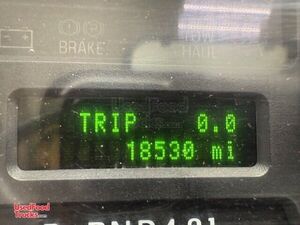 BRAKE
TOW
HAUL
TRIP 0.0
18530 mi
UsedFood
Trucks.com